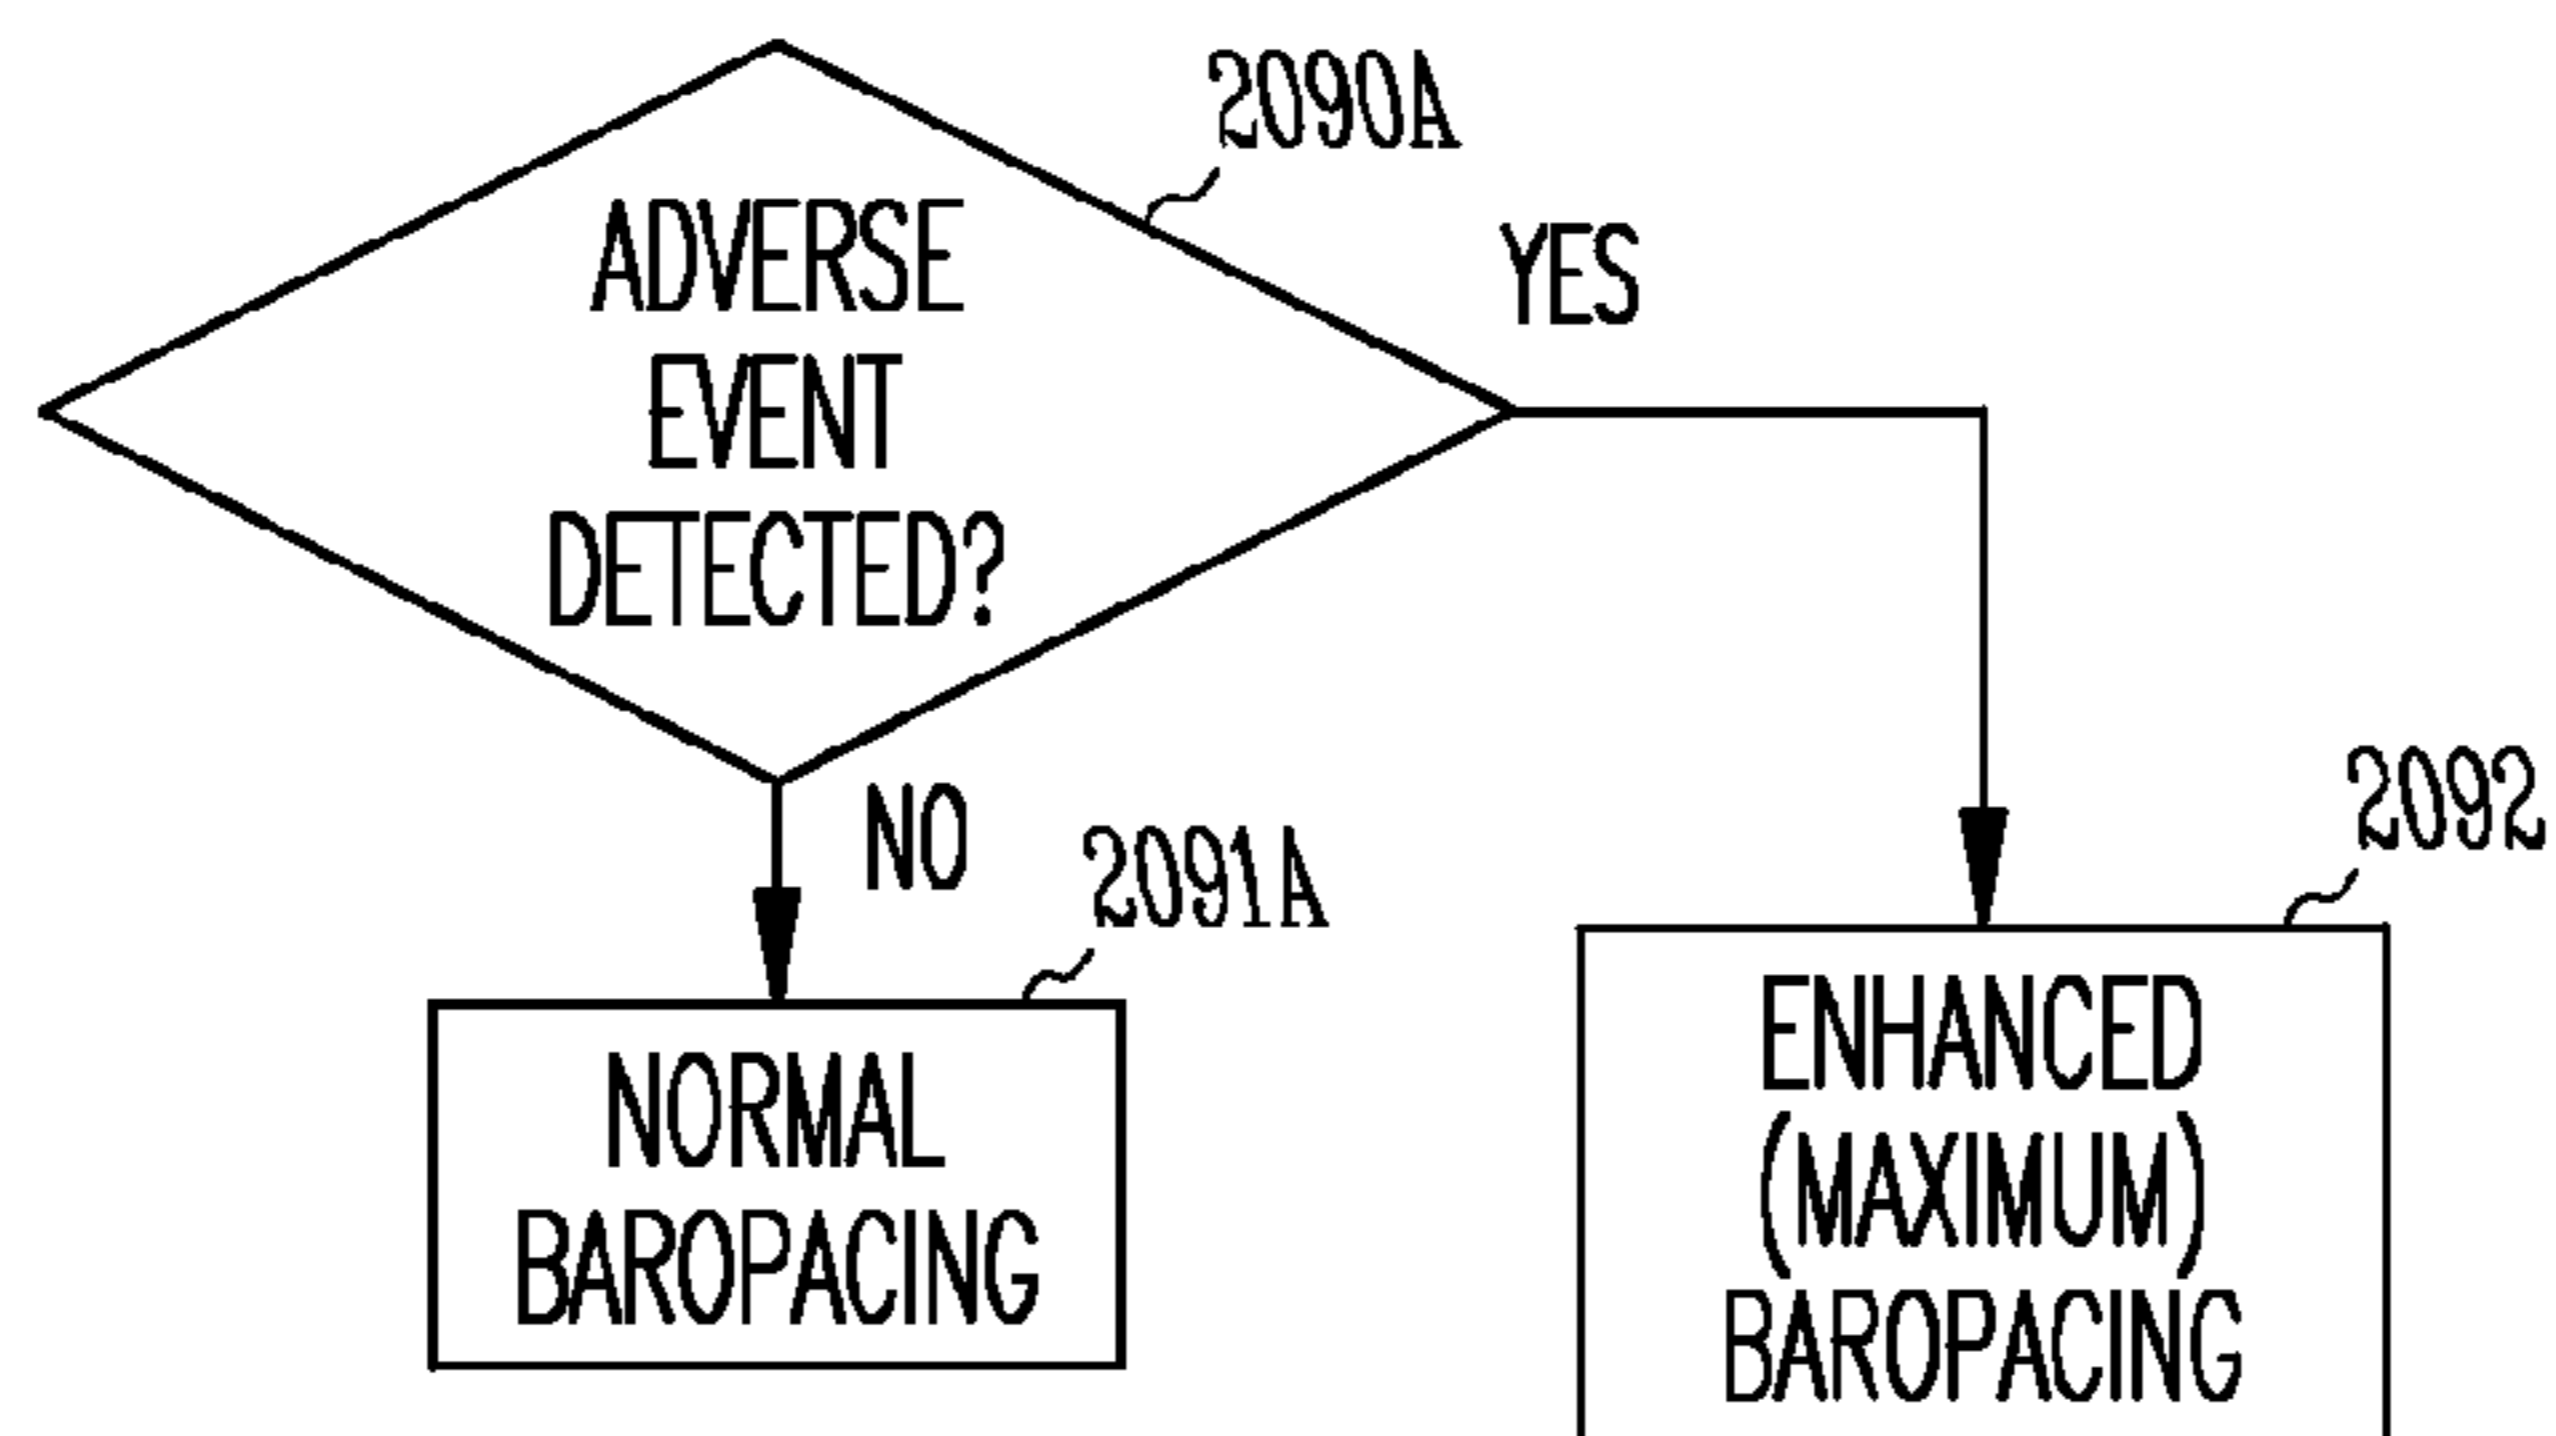 2090A
ADVERSE
EVENT
DETECTED?
YES
NO
2091A
NORMAL
BAROPACING
2092
ENHANCED
(MAXIMUM)
BAROPACING